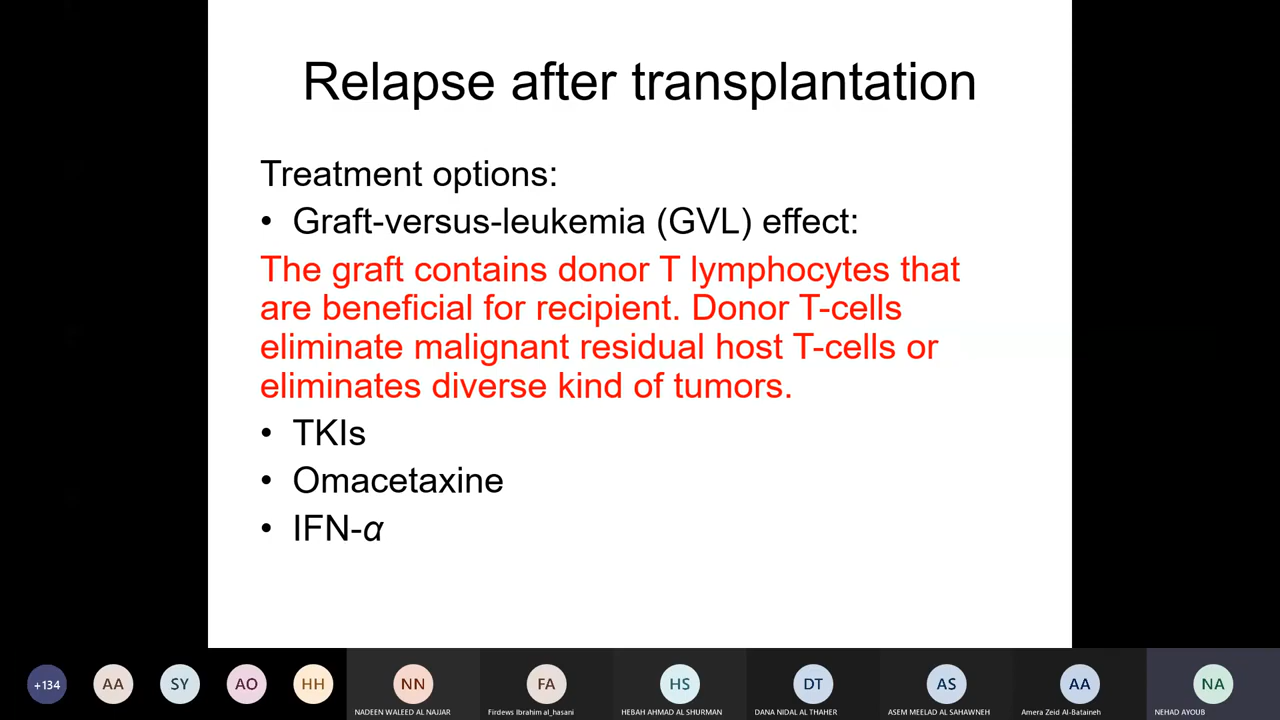 Relapse after transplantation
Treatment options:
• Graft-versus-leukemia (GVL) effect:
The graft contains donor T lymphocytes that
are beneficial for recipient. Donor T-cells
eliminate malignant residual host T-cells or
eliminates diverse kind of tumors.
• TKIs
• Omacetaxine
• IFN-α
+134
AA
SY
AO
HH
NN
FA
HS
DT
AS
AA
NA
NADEEN WALEED AL NAJJAR
Firdews Ibrahim al_hasani
HEBAH AHMAD AL SHURMAN
DANA NIDAL AL THAHER
ASEM MEELAD AL SAHAWNEH
Amera Zeid Al-Bataineh
NEHAD AYOUB